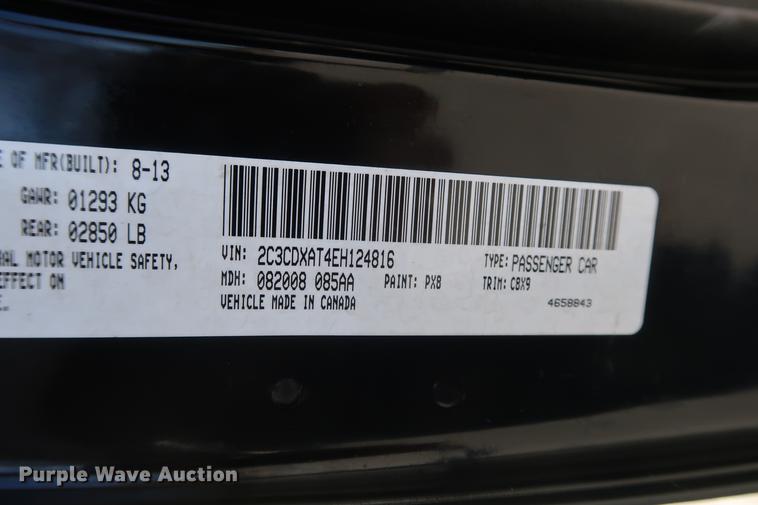 E OF MFR(BUILT): 8-13
GAWR: 01293 KG
REAR: 02850 LB
AL MOTOR VEHICLE SAFETY,
EFFECT ON
E.
VIN: 2C3CDXAT4EH124816
TYPE: PASSENGER CAR
MDH: 082008 085AA
PAINT: PX8
TRIM: C8X9
VEHICLE MADE IN CANADA
4658843
Purple Wave Auction